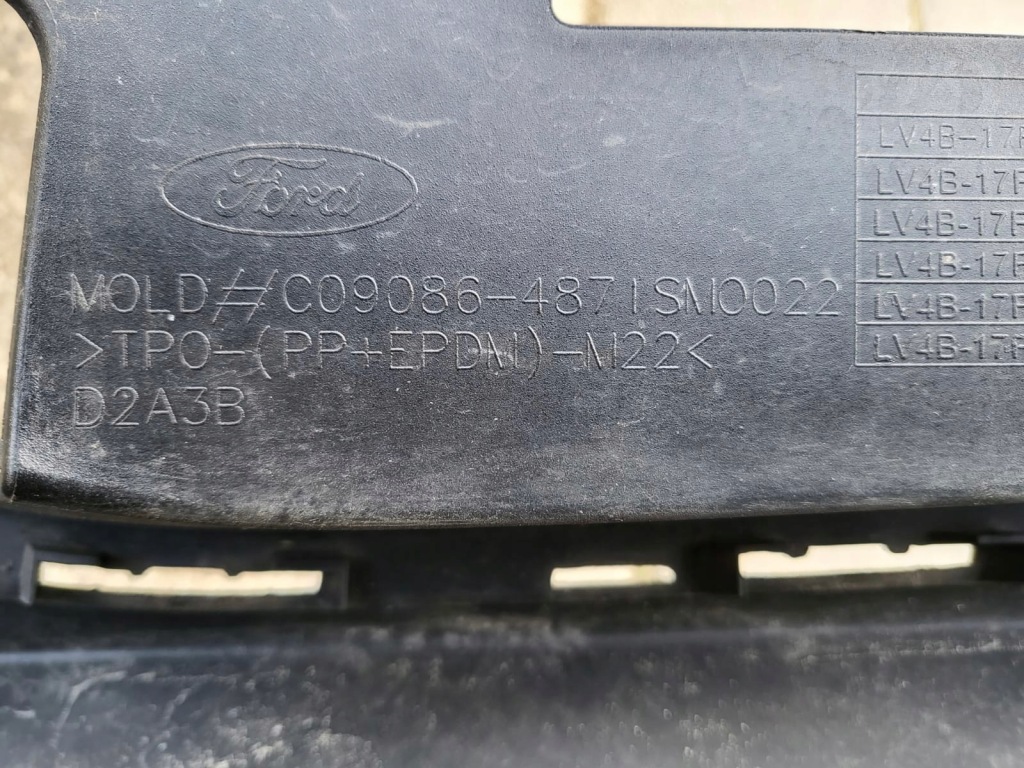 Ford
MOLD#C09086-4871SM0022
>TPO-(PP+EPDM)-M22<
D2A3B
LV4B-17F
LV4B-17F
LV4B-17F
LV4B-17F
LV4B-17F
LV4B-17F